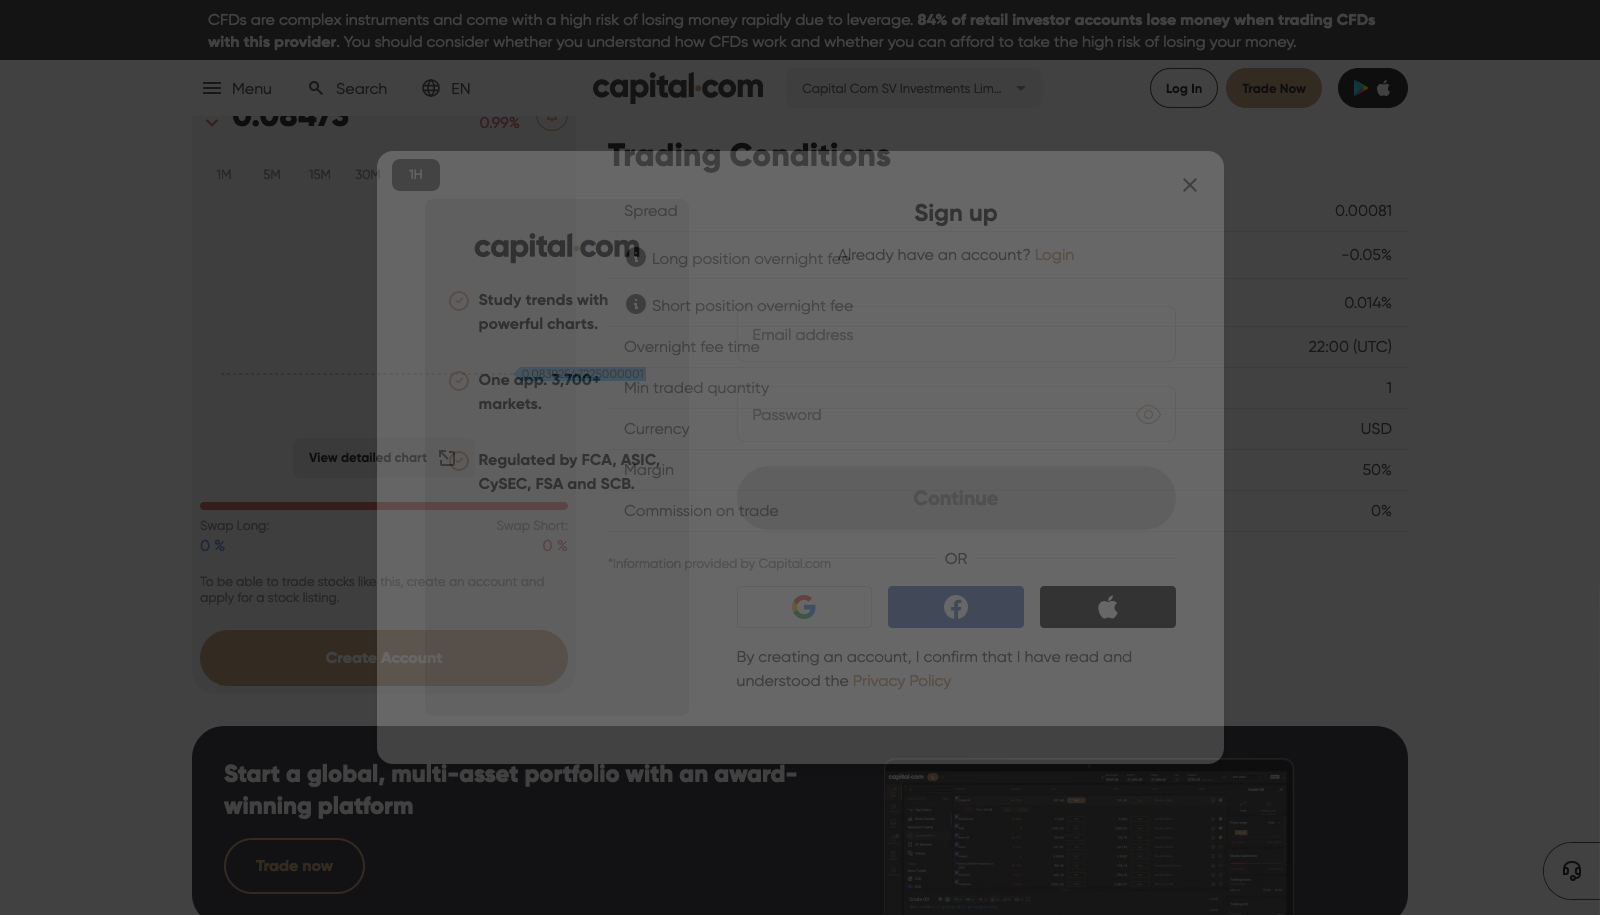 CFDs are complex instruments and come with a high risk of losing money rapidly due to leverage. 84% of retail investor accounts lose money when trading CFDs
with this provider. You should consider whether you understand how CFDs work and whether you can afford to take the high risk of losing your money.
Menu Search EN capital.com Capital Com SV Investments Lim... Log In Trade Now
0.08473 0.99%
1M 5M 15M 30M 1H
Trading Conditions
Spread 0.00081
Long position overnight fee -0.05%
Short position overnight fee 0.014%
Overnight fee time 22:00 (UTC)
Min traded quantity 1
Currency USD
Margin 50%
Commission on trade 0%
*Information provided by Capital.com
View detailed chart
Swap Long: Swap Short:
0 % 0 %
To be able to trade stocks like this, create an account and
apply for a stock listing.
Create Account
capital.com
Study trends with
powerful charts.
One app. 3,700+
markets.
Regulated by FCA, ASIC,
CySEC, FSA and SCB.
Sign up
Already have an account? Login
Email address
Password
Continue
OR
By creating an account, I confirm that I have read and
understood the Privacy Policy
Start a global, multi-asset portfolio with an award-
winning platform
Trade now
capital.com